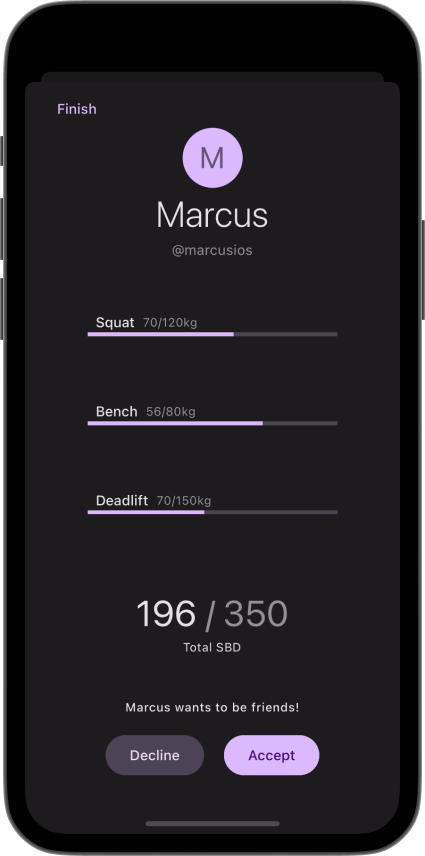 Finish
M
Marcus
@marcusios
Squat 70/120kg
Bench 56/80kg
Deadlift 70/150kg
196 / 350
Total SBD
Marcus wants to be friends!
Decline Accept